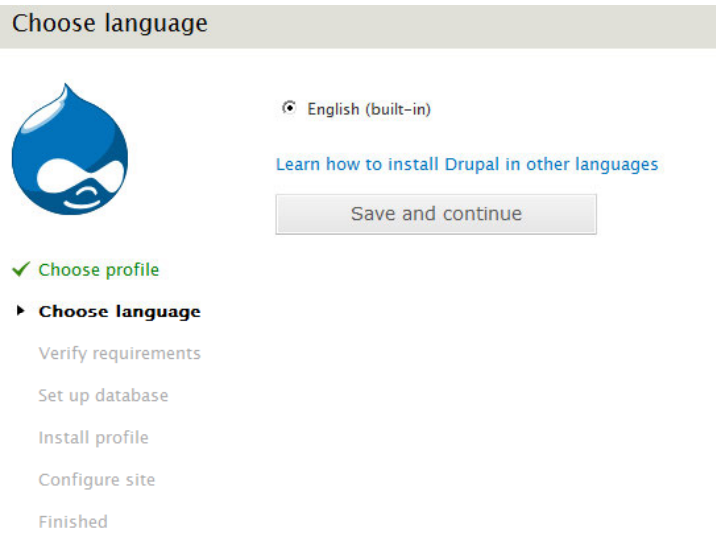 Choose language
English (built-in)
Learn how to install Drupal in other languages
Save and continue
Choose profile
Choose language
Verify requirements
Set up database
Install profile
Configure site
Finished